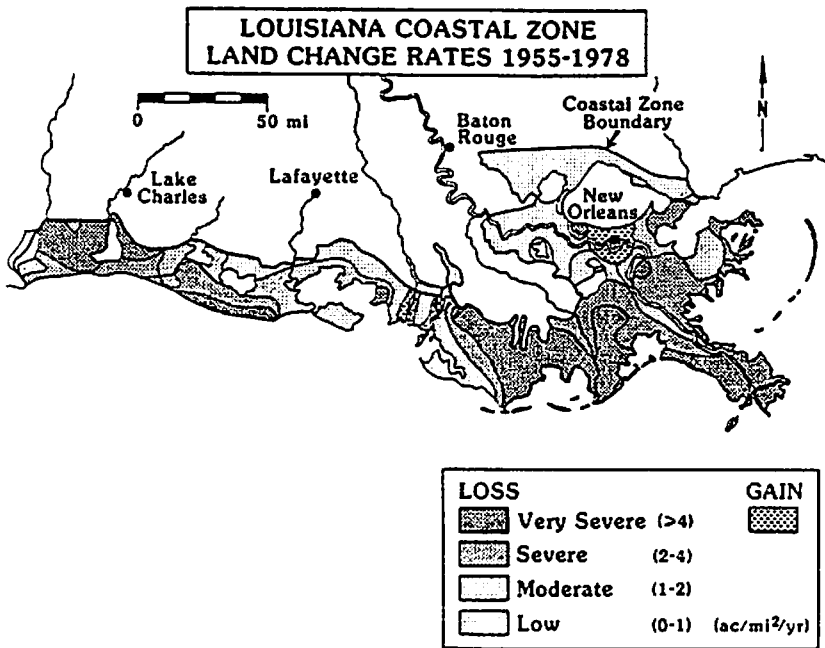 LOUISIANA COASTAL ZONE
LAND CHANGE RATES 1955-1978
0 50 mi
Baton
Rouge
Coastal Zone
Boundary
N
Lake
Charles
Lafayette
New
Orleans
LOSS GAIN
Very Severe (>4)
Severe (2-4)
Moderate (1-2)
Low (0-1) (ac/mi²/yr)